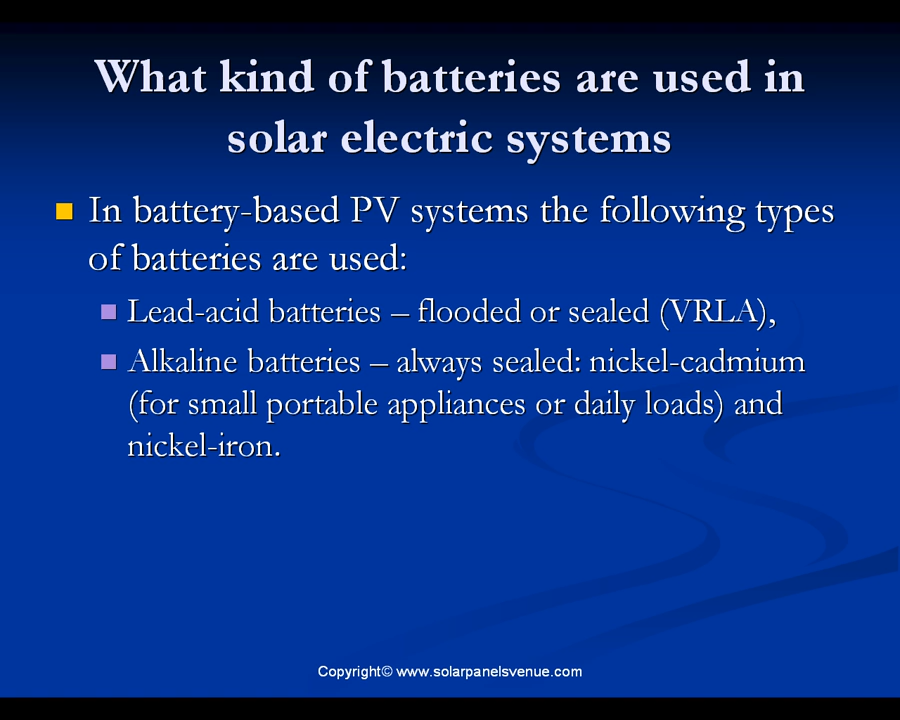 What kind of batteries are used in
solar electric systems
In battery-based PV systems the following types
of batteries are used:
Lead-acid batteries – flooded or sealed (VRLA),
Alkaline batteries – always sealed: nickel-cadmium
(for small portable appliances or daily loads) and
nickel-iron.
Copyright© www.solarpanelsvenue.com